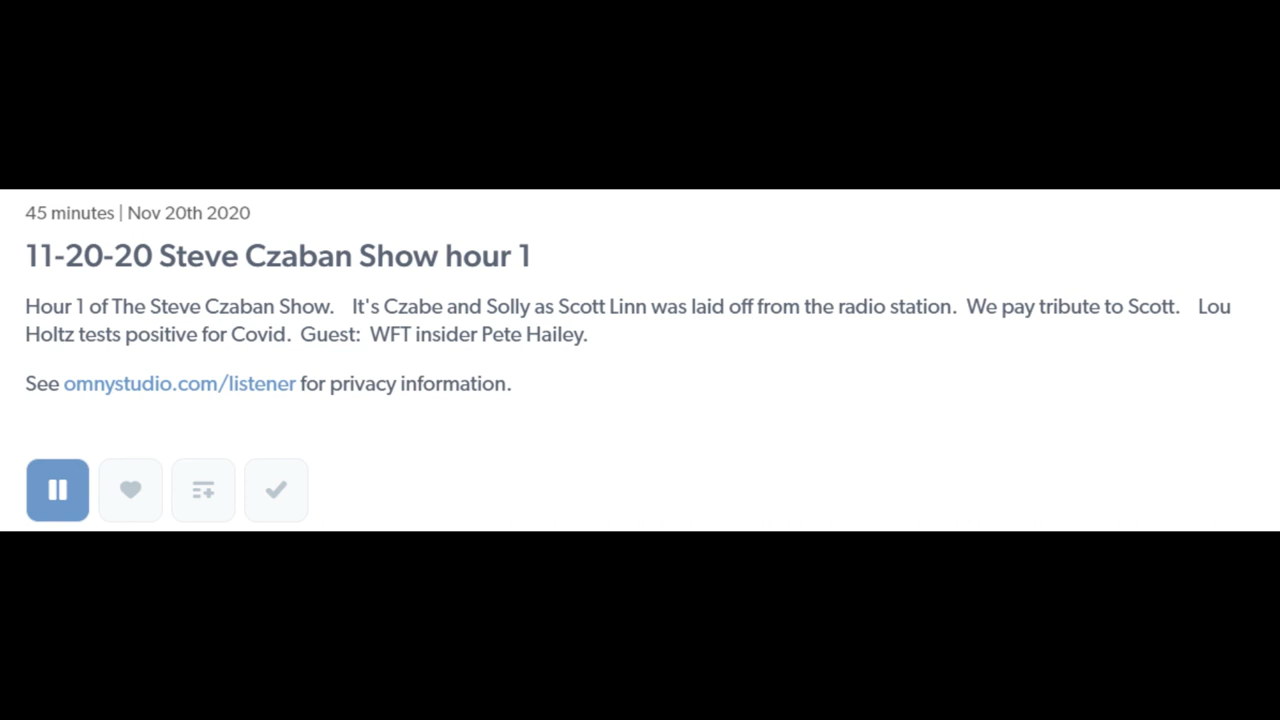 45 minutes | Nov 20th 2020
11-20-20 Steve Czaban Show hour 1
Hour 1 of The Steve Czaban Show.   It's Czabe and Solly as Scott Linn was laid off from the radio station.  We pay tribute to Scott.   Lou
Holtz tests positive for Covid.  Guest:  WFT insider Pete Hailey.
See omnystudio.com/listener for privacy information.